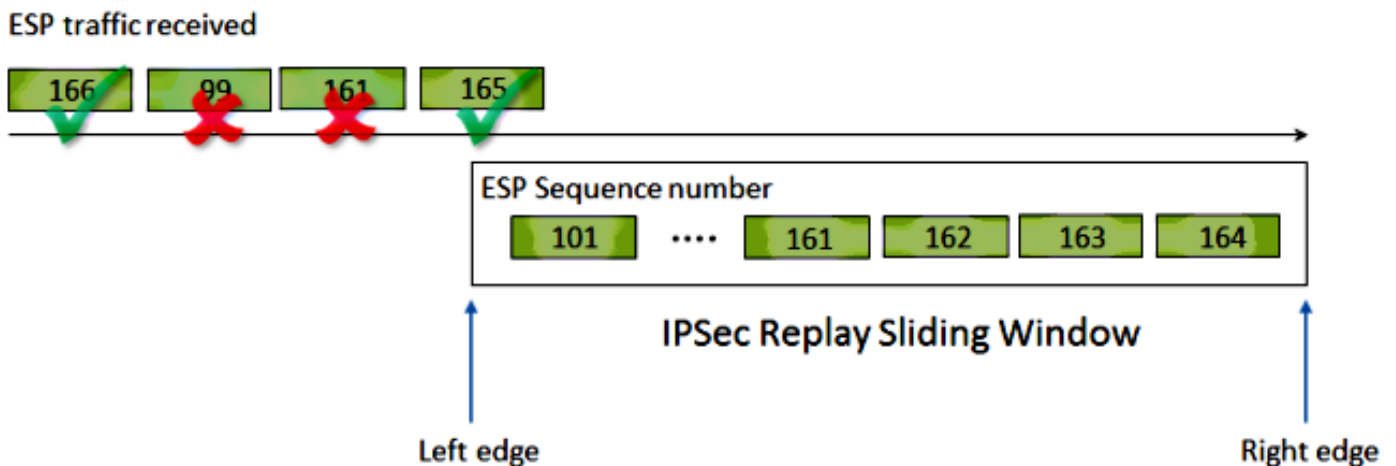 ESP traffic received
166 99 161 165
ESP Sequence number
101 .... 161 162 163 164
IPSec Replay Sliding Window
Left edge Right edge